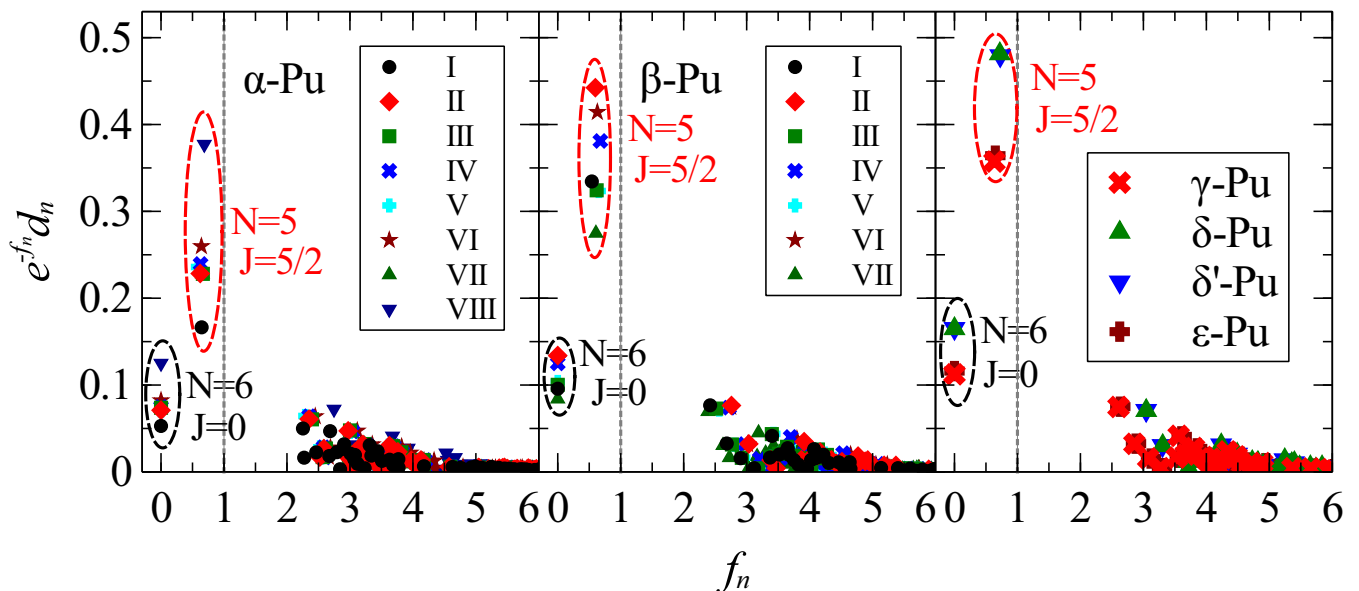 0.5
0.4
0.3
0.2
0.1
0
e^{-f_n}d_n
α-Pu
I
II
III
IV
V
VI
VII
VIII
N=5
J=5/2
N=6
J=0
0 1 2 3 4 5 6
β-Pu
I
II
III
IV
V
VI
VII
N=5
J=5/2
N=6
J=0
0 1 2 3 4 5 6
N=5
J=5/2
γ-Pu
δ-Pu
δ'-Pu
ε-Pu
N=6
J=0
0 1 2 3 4 5 6
f_n